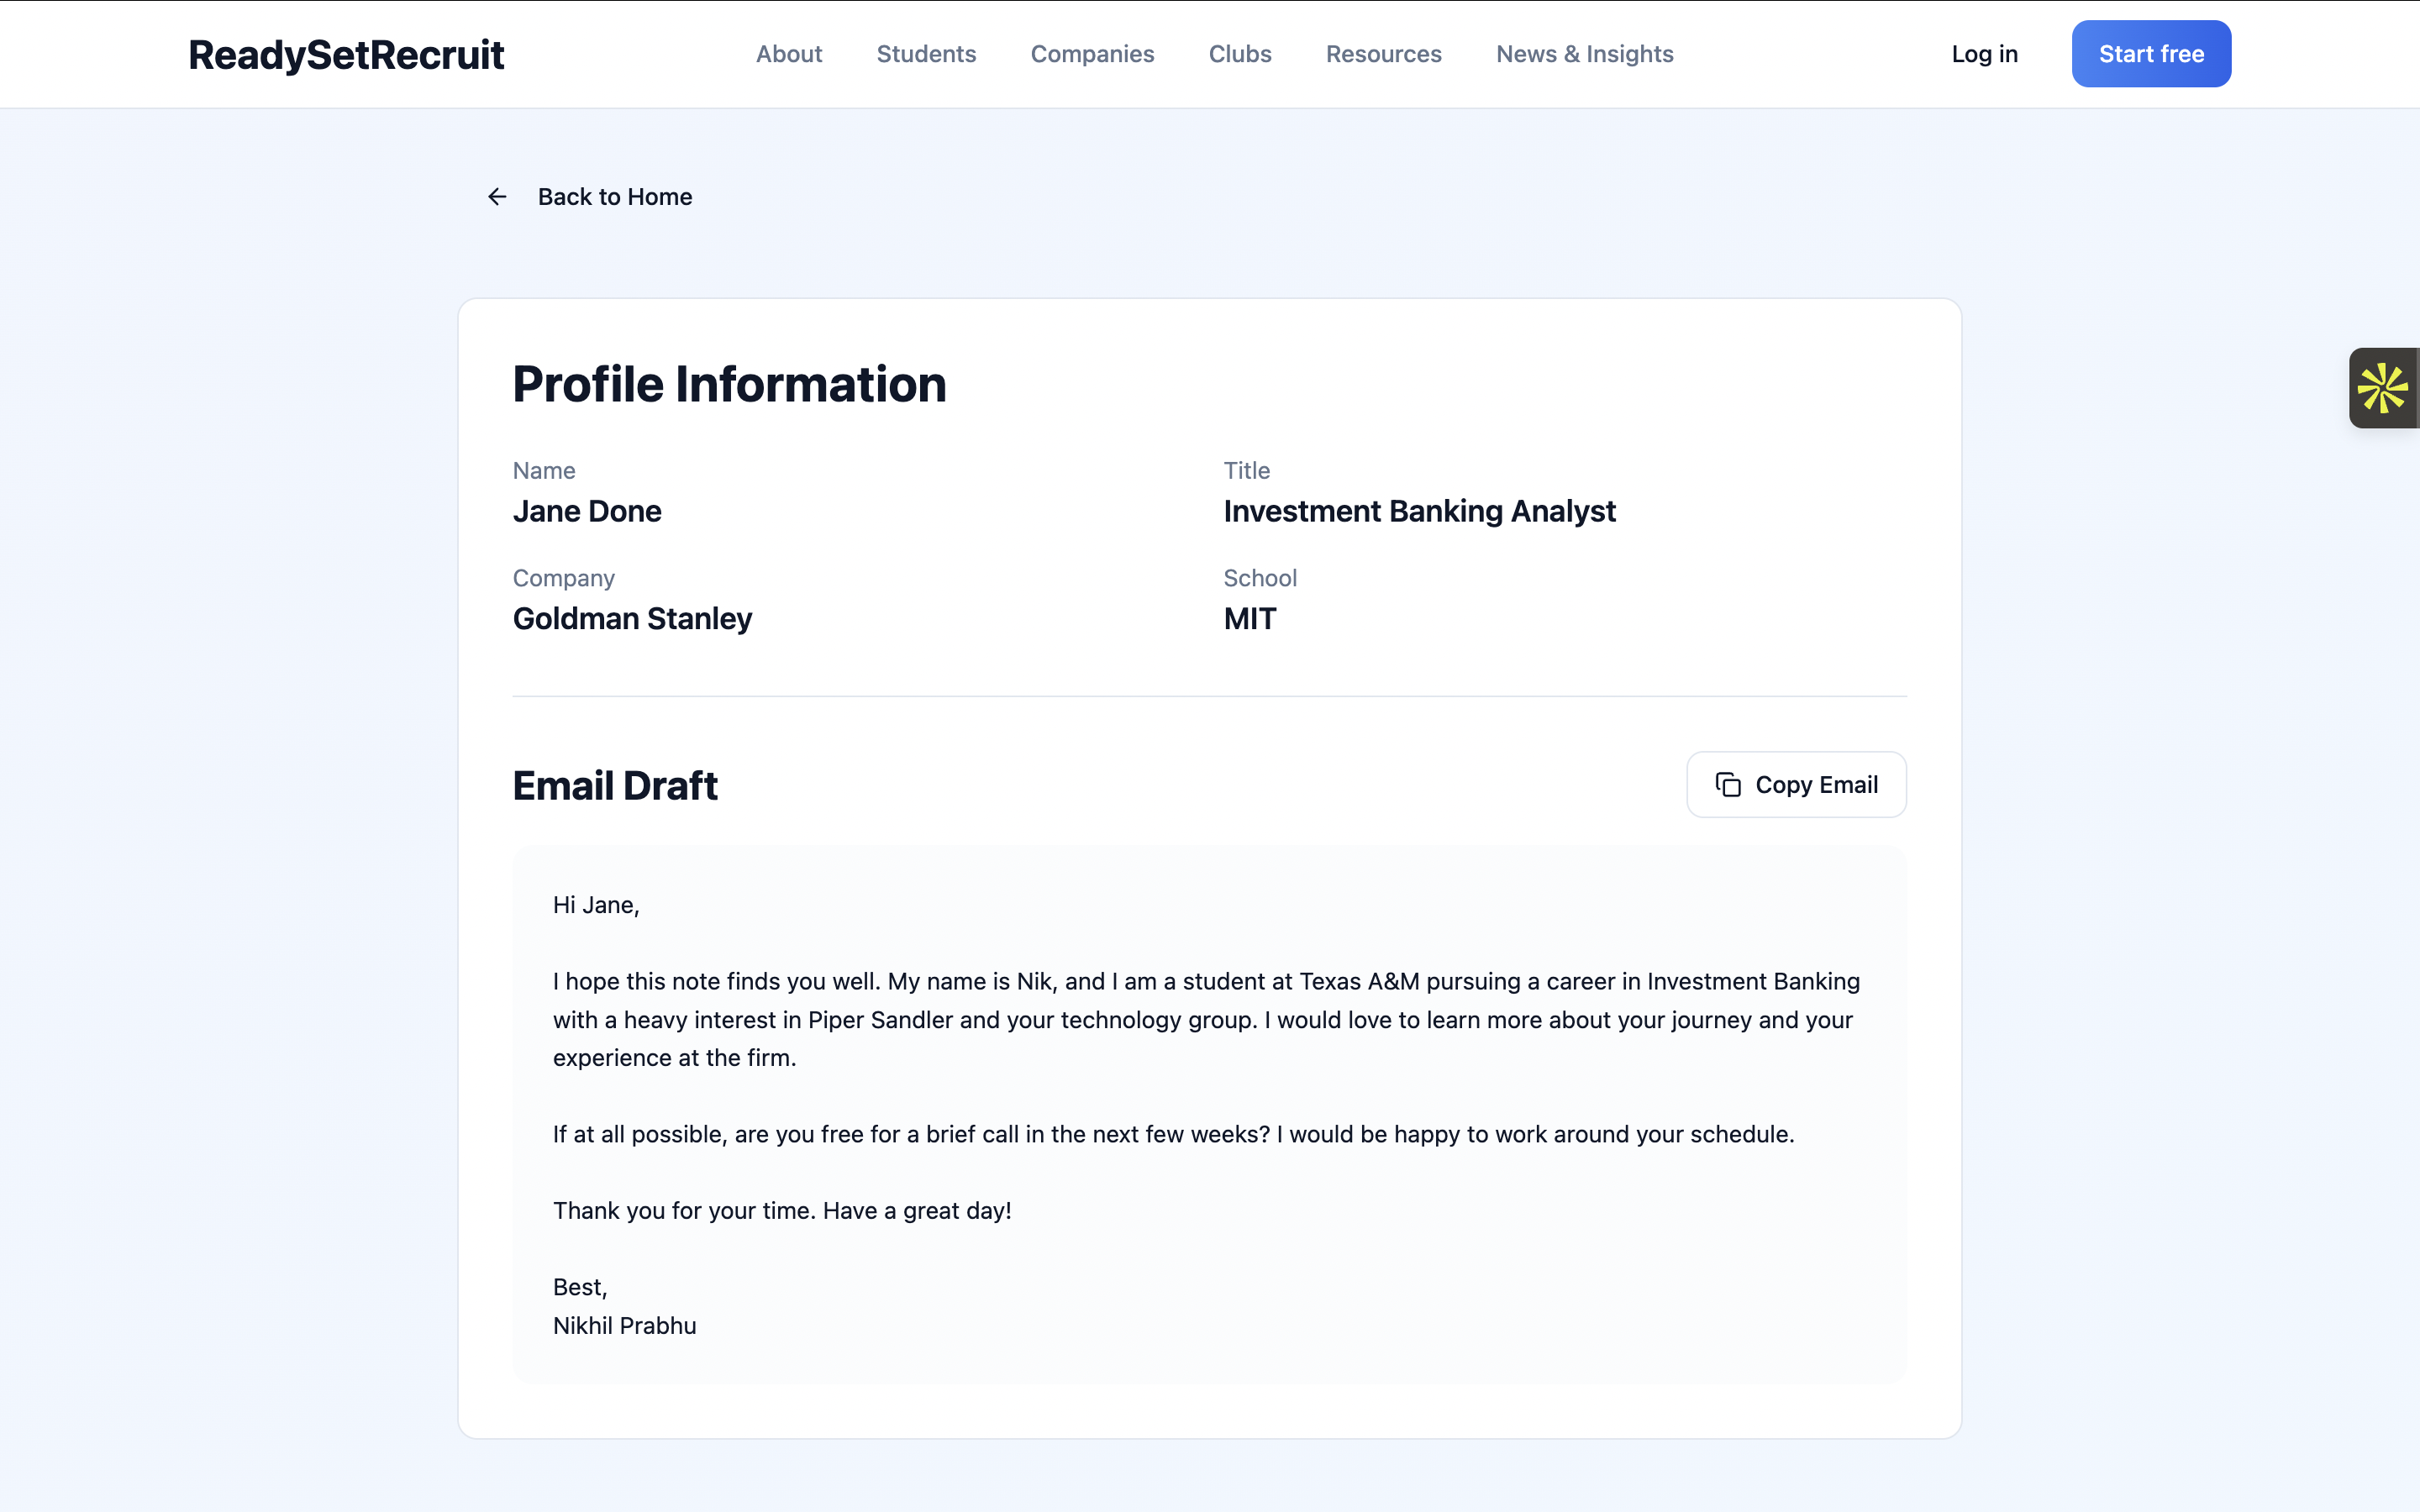 ReadySetRecruit
About
Students
Companies
Clubs
Resources
News & Insights
Log in
Start free
Back to Home
Profile Information
Name
Jane Done
Title
Investment Banking Analyst
Company
Goldman Stanley
School
MIT
Email Draft
Copy Email
Hi Jane,
I hope this note finds you well. My name is Nik, and I am a student at Texas A&M pursuing a career in Investment Banking
with a heavy interest in Piper Sandler and your technology group. I would love to learn more about your journey and your
experience at the firm.
If at all possible, are you free for a brief call in the next few weeks? I would be happy to work around your schedule.
Thank you for your time. Have a great day!
Best,
Nikhil Prabhu